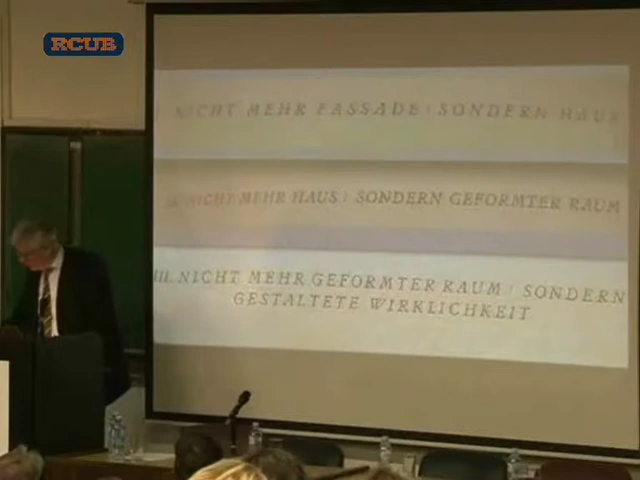 RCUB
I. NICHT MEHR FASSADE / SONDERN HAUS
II. NICHT MEHR HAUS / SONDERN GEFORMTER RAUM
III. NICHT MEHR GEFORMTER RAUM / SONDERN
GESTALTETE WIRKLICHKEIT